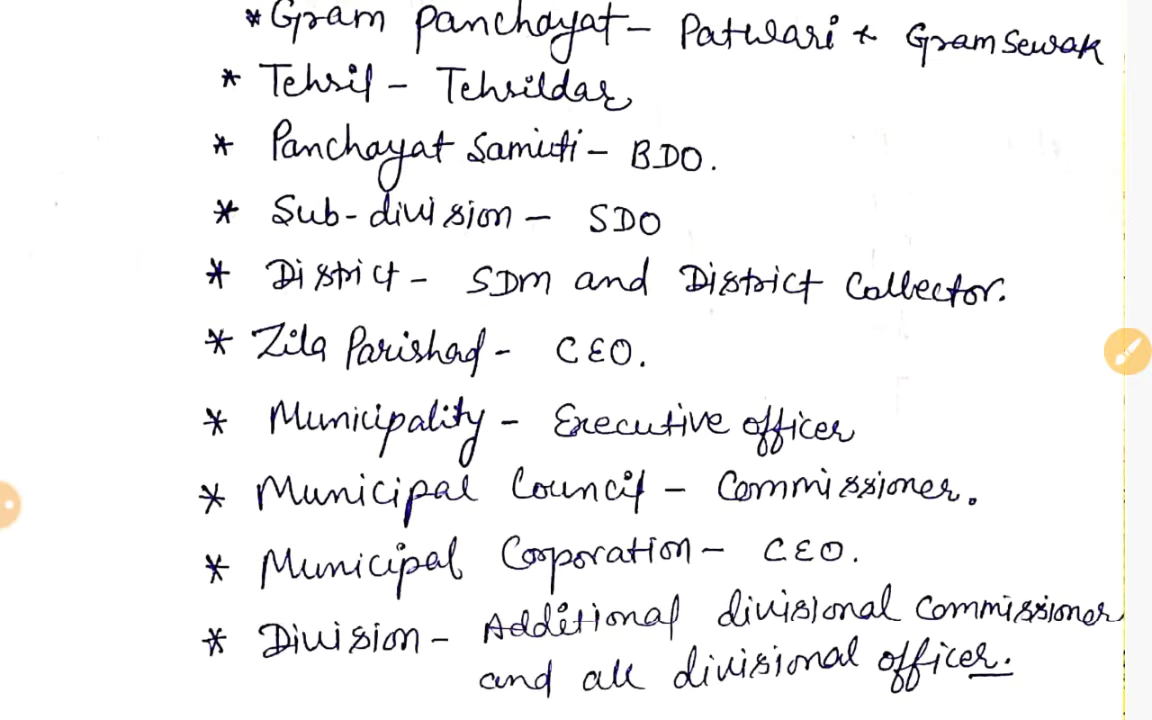 * Gram panchayat - Patwari + Gram Sewak
* Tehsil - Tehsildar
* Panchayat Samiti - BDO.
* Sub-division - SDO
* District - SDM and District Collector.
* Zila Parishad - CEO.
* Municipality - Executive officer
* Municipal Council - Commissioner.
* Municipal Corporation - CEO.
* Division - Additional divisional Commissioner
and all divisional officer.